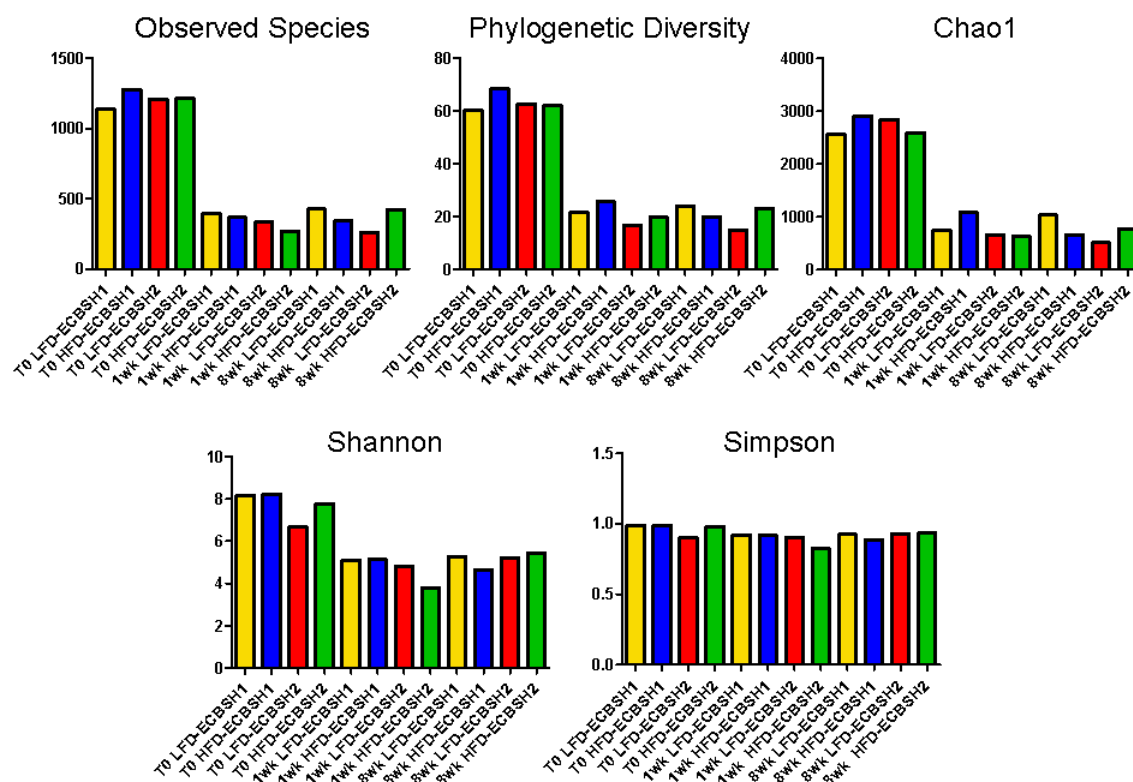 Observed Species
1500
1000
500
0
T0 LFD-ECBSH1
T0 HFD-ECBSH1
T0 LFD-ECBSH2
T0 HFD-ECBSH2
1wk LFD-ECBSH1
1wk HFD-ECBSH1
1wk LFD-ECBSH2
1wk HFD-ECBSH2
8wk LFD-ECBSH1
8wk HFD-ECBSH1
8wk LFD-ECBSH2
8wk HFD-ECBSH2
Phylogenetic Diversity
80
60
40
20
0
T0 LFD-ECBSH1
T0 HFD-ECBSH1
T0 LFD-ECBSH2
T0 HFD-ECBSH2
1wk LFD-ECBSH1
1wk HFD-ECBSH1
1wk LFD-ECBSH2
1wk HFD-ECBSH2
8wk LFD-ECBSH1
8wk HFD-ECBSH1
8wk LFD-ECBSH2
8wk HFD-ECBSH2
Chao1
4000
3000
2000
1000
0
T0 LFD-ECBSH1
T0 HFD-ECBSH1
T0 LFD-ECBSH2
T0 HFD-ECBSH2
1wk LFD-ECBSH1
1wk HFD-ECBSH1
1wk LFD-ECBSH2
1wk HFD-ECBSH2
8wk LFD-ECBSH1
8wk HFD-ECBSH1
8wk LFD-ECBSH2
8wk HFD-ECBSH2
Shannon
10
8
6
4
2
0
T0 LFD-ECBSH1
T0 HFD-ECBSH1
T0 LFD-ECBSH2
T0 HFD-ECBSH2
1wk LFD-ECBSH1
1wk HFD-ECBSH1
1wk LFD-ECBSH2
1wk HFD-ECBSH2
8wk LFD-ECBSH1
8wk HFD-ECBSH1
8wk LFD-ECBSH2
8wk HFD-ECBSH2
Simpson
1.5
1.0
0.5
0.0
T0 LFD-ECBSH1
T0 HFD-ECBSH1
T0 LFD-ECBSH2
T0 HFD-ECBSH2
1wk LFD-ECBSH1
1wk HFD-ECBSH1
1wk LFD-ECBSH2
1wk HFD-ECBSH2
8wk LFD-ECBSH1
8wk HFD-ECBSH1
8wk LFD-ECBSH2
8wk HFD-ECBSH2